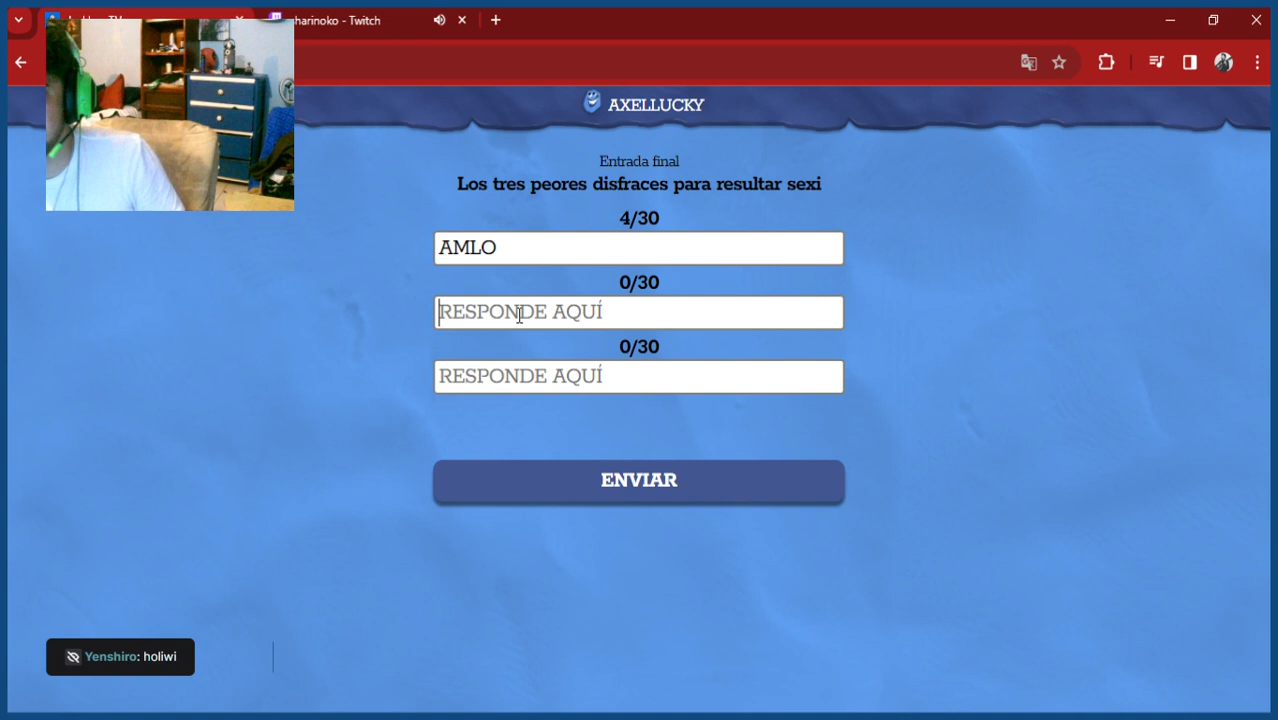 harinoko - Twitch
AXELLUCKY
Entrada final
Los tres peores disfraces para resultar sexi
4/30
AMLO
0/30
RESPONDE AQUÍ
0/30
RESPONDE AQUÍ
ENVIAR
Yenshiro: holiwi